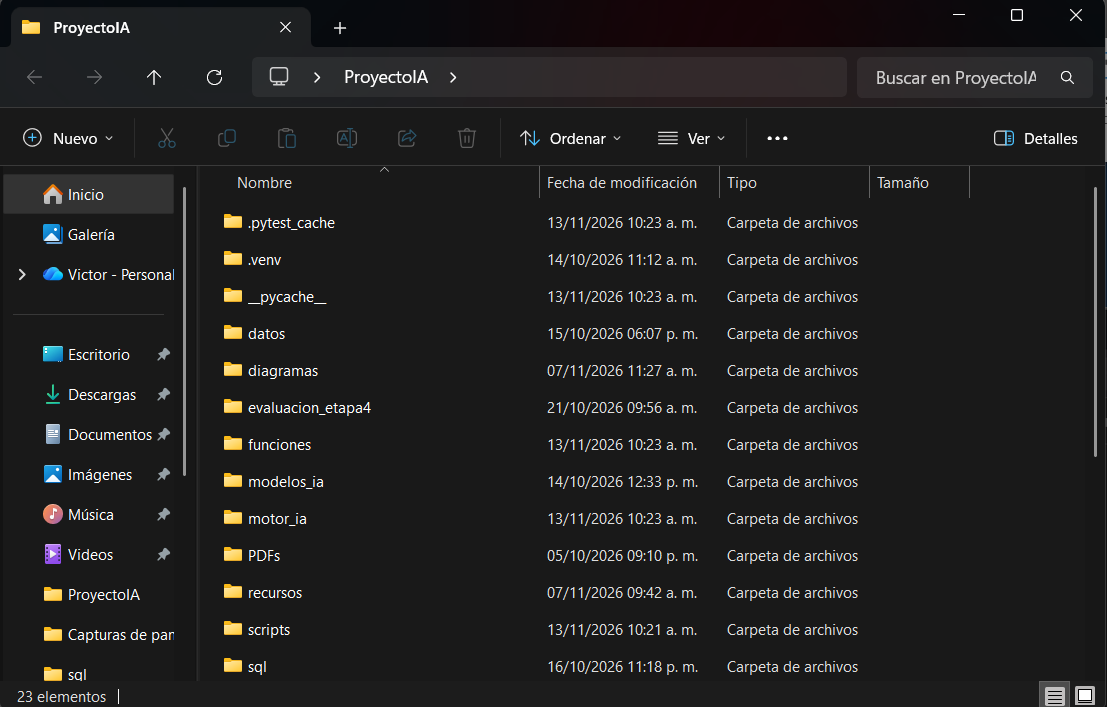 ProyectoIA
ProyectoIA
Buscar en ProyectoIA
Nuevo
Ordenar
Ver
Detalles
Inicio
Galería
Victor - Personal
Escritorio
Descargas
Documentos
Imágenes
Música
Videos
ProyectoIA
Capturas de pan
sql
Nombre Fecha de modificación Tipo Tamaño
.pytest_cache 13/11/2026 10:23 a. m. Carpeta de archivos
.venv 14/10/2026 11:12 a. m. Carpeta de archivos
__pycache__ 13/11/2026 10:23 a. m. Carpeta de archivos
datos 15/10/2026 06:07 p. m. Carpeta de archivos
diagramas 07/11/2026 11:27 a. m. Carpeta de archivos
evaluacion_etapa4 21/10/2026 09:56 a. m. Carpeta de archivos
funciones 13/11/2026 10:23 a. m. Carpeta de archivos
modelos_ia 14/10/2026 12:33 p. m. Carpeta de archivos
motor_ia 13/11/2026 10:23 a. m. Carpeta de archivos
PDFs 05/10/2026 09:10 p. m. Carpeta de archivos
recursos 07/11/2026 09:42 a. m. Carpeta de archivos
scripts 13/11/2026 10:21 a. m. Carpeta de archivos
sql 16/10/2026 11:18 p. m. Carpeta de archivos
23 elementos